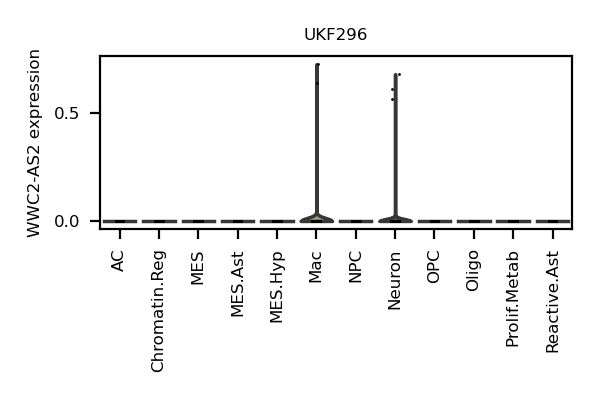 UKF296
WWC2-AS2 expression
0.5
0.0
AC
Chromatin.Reg
MES
MES.Ast
MES.Hyp
Mac
NPC
Neuron
OPC
Oligo
Prolif.Metab
Reactive.Ast